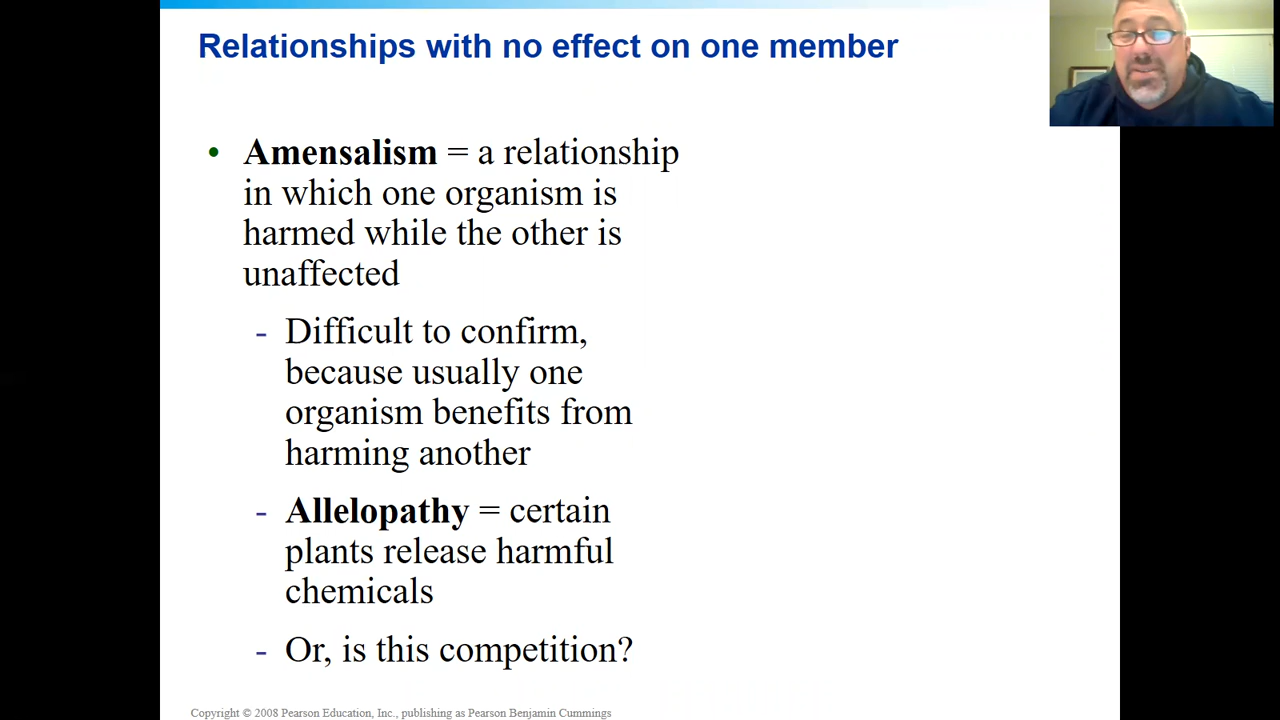 Relationships with no effect on one member
• Amensalism = a relationship
in which one organism is
harmed while the other is
unaffected
- Difficult to confirm,
because usually one
organism benefits from
harming another
- Allelopathy = certain
plants release harmful
chemicals
- Or, is this competition?
Copyright © 2008 Pearson Education, Inc., publishing as Pearson Benjamin Cummings